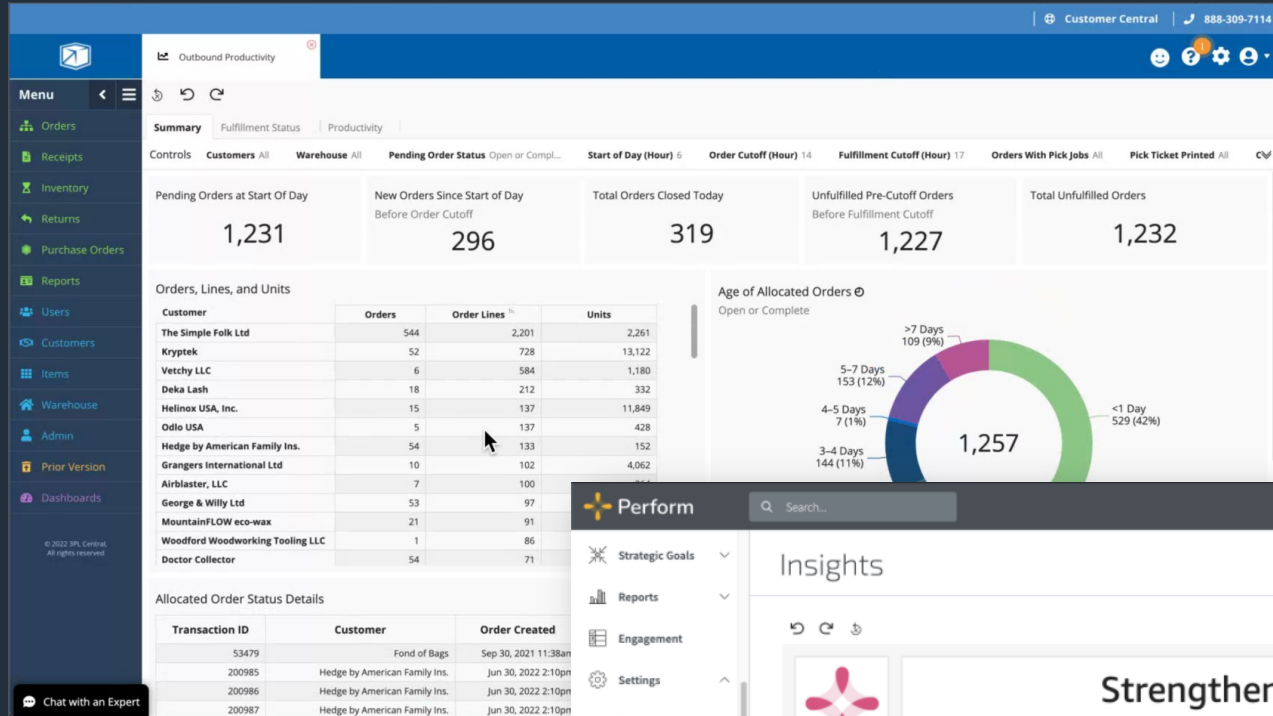 Customer Central
888-309-7114
Outbound Productivity
Menu
Orders
Receipts
Inventory
Returns
Purchase Orders
Reports
Users
Customers
Items
Warehouse
Admin
Prior Version
Dashboards
© 2022 3PL Central,
All rights reserved
Chat with an Expert
Summary Fulfillment Status Productivity
Controls Customers All Warehouse All Pending Order Status Open or Compl... Start of Day (Hour) 6 Order Cutoff (Hour) 14 Fulfillment Cutoff (Hour) 17 Orders With Pick Jobs All Pick Ticket Printed All
Pending Orders at Start Of Day
1,231
New Orders Since Start of Day
Before Order Cutoff
296
Total Orders Closed Today
319
Unfulfilled Pre-Cutoff Orders
Before Fulfillment Cutoff
1,227
Total Unfulfilled Orders
1,232
Orders, Lines, and Units
Customer Orders Order Lines Units
The Simple Folk Ltd 544 2,201 2,261
Kryptek 52 728 13,122
Vetchy LLC 6 584 1,180
Deka Lash 18 212 332
Helinox USA, Inc. 15 137 11,849
Odlo USA 5 137 428
Hedge by American Family Ins. 54 133 152
Grangers International Ltd 10 102 4,062
Airblaster, LLC 7 100
George & Willy Ltd 53 97
MountainFLOW eco-wax 21 91
Woodford Woodworking Tooling LLC 1 86
Doctor Collector 54 71
Age of Allocated Orders
Open or Complete
>7 Days
109 (9%)
5–7 Days
153 (12%)
4–5 Days
7 (1%)
3–4 Days
144 (11%)
<1 Day
529 (42%)
1,257
Allocated Order Status Details
Transaction ID Customer Order Created
53479 Fond of Bags Sep 30, 2021 11:38am
200985 Hedge by American Family Ins. Jun 30, 2022 2:10pm
200986 Hedge by American Family Ins. Jun 30, 2022 2:10pm
200987 Hedge by American Family Ins. Jun 30, 2022 2:10pm
Perform
Search...
Strategic Goals
Reports
Engagement
Settings
Insights
Strengthen